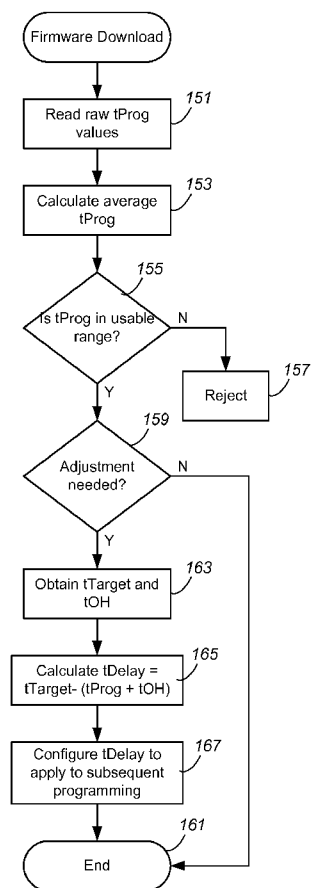 Firmware Download
151
Read raw tProg
values
153
Calculate average
tProg
155
Is tProg in usable
range?
N
157
Reject
Y
159
Adjustment
needed?
N
Y
163
Obtain tTarget and
tOH
165
Calculate tDelay =
tTarget- (tProg + tOH)
167
Configure tDelay to
apply to subsequent
programming
161
End